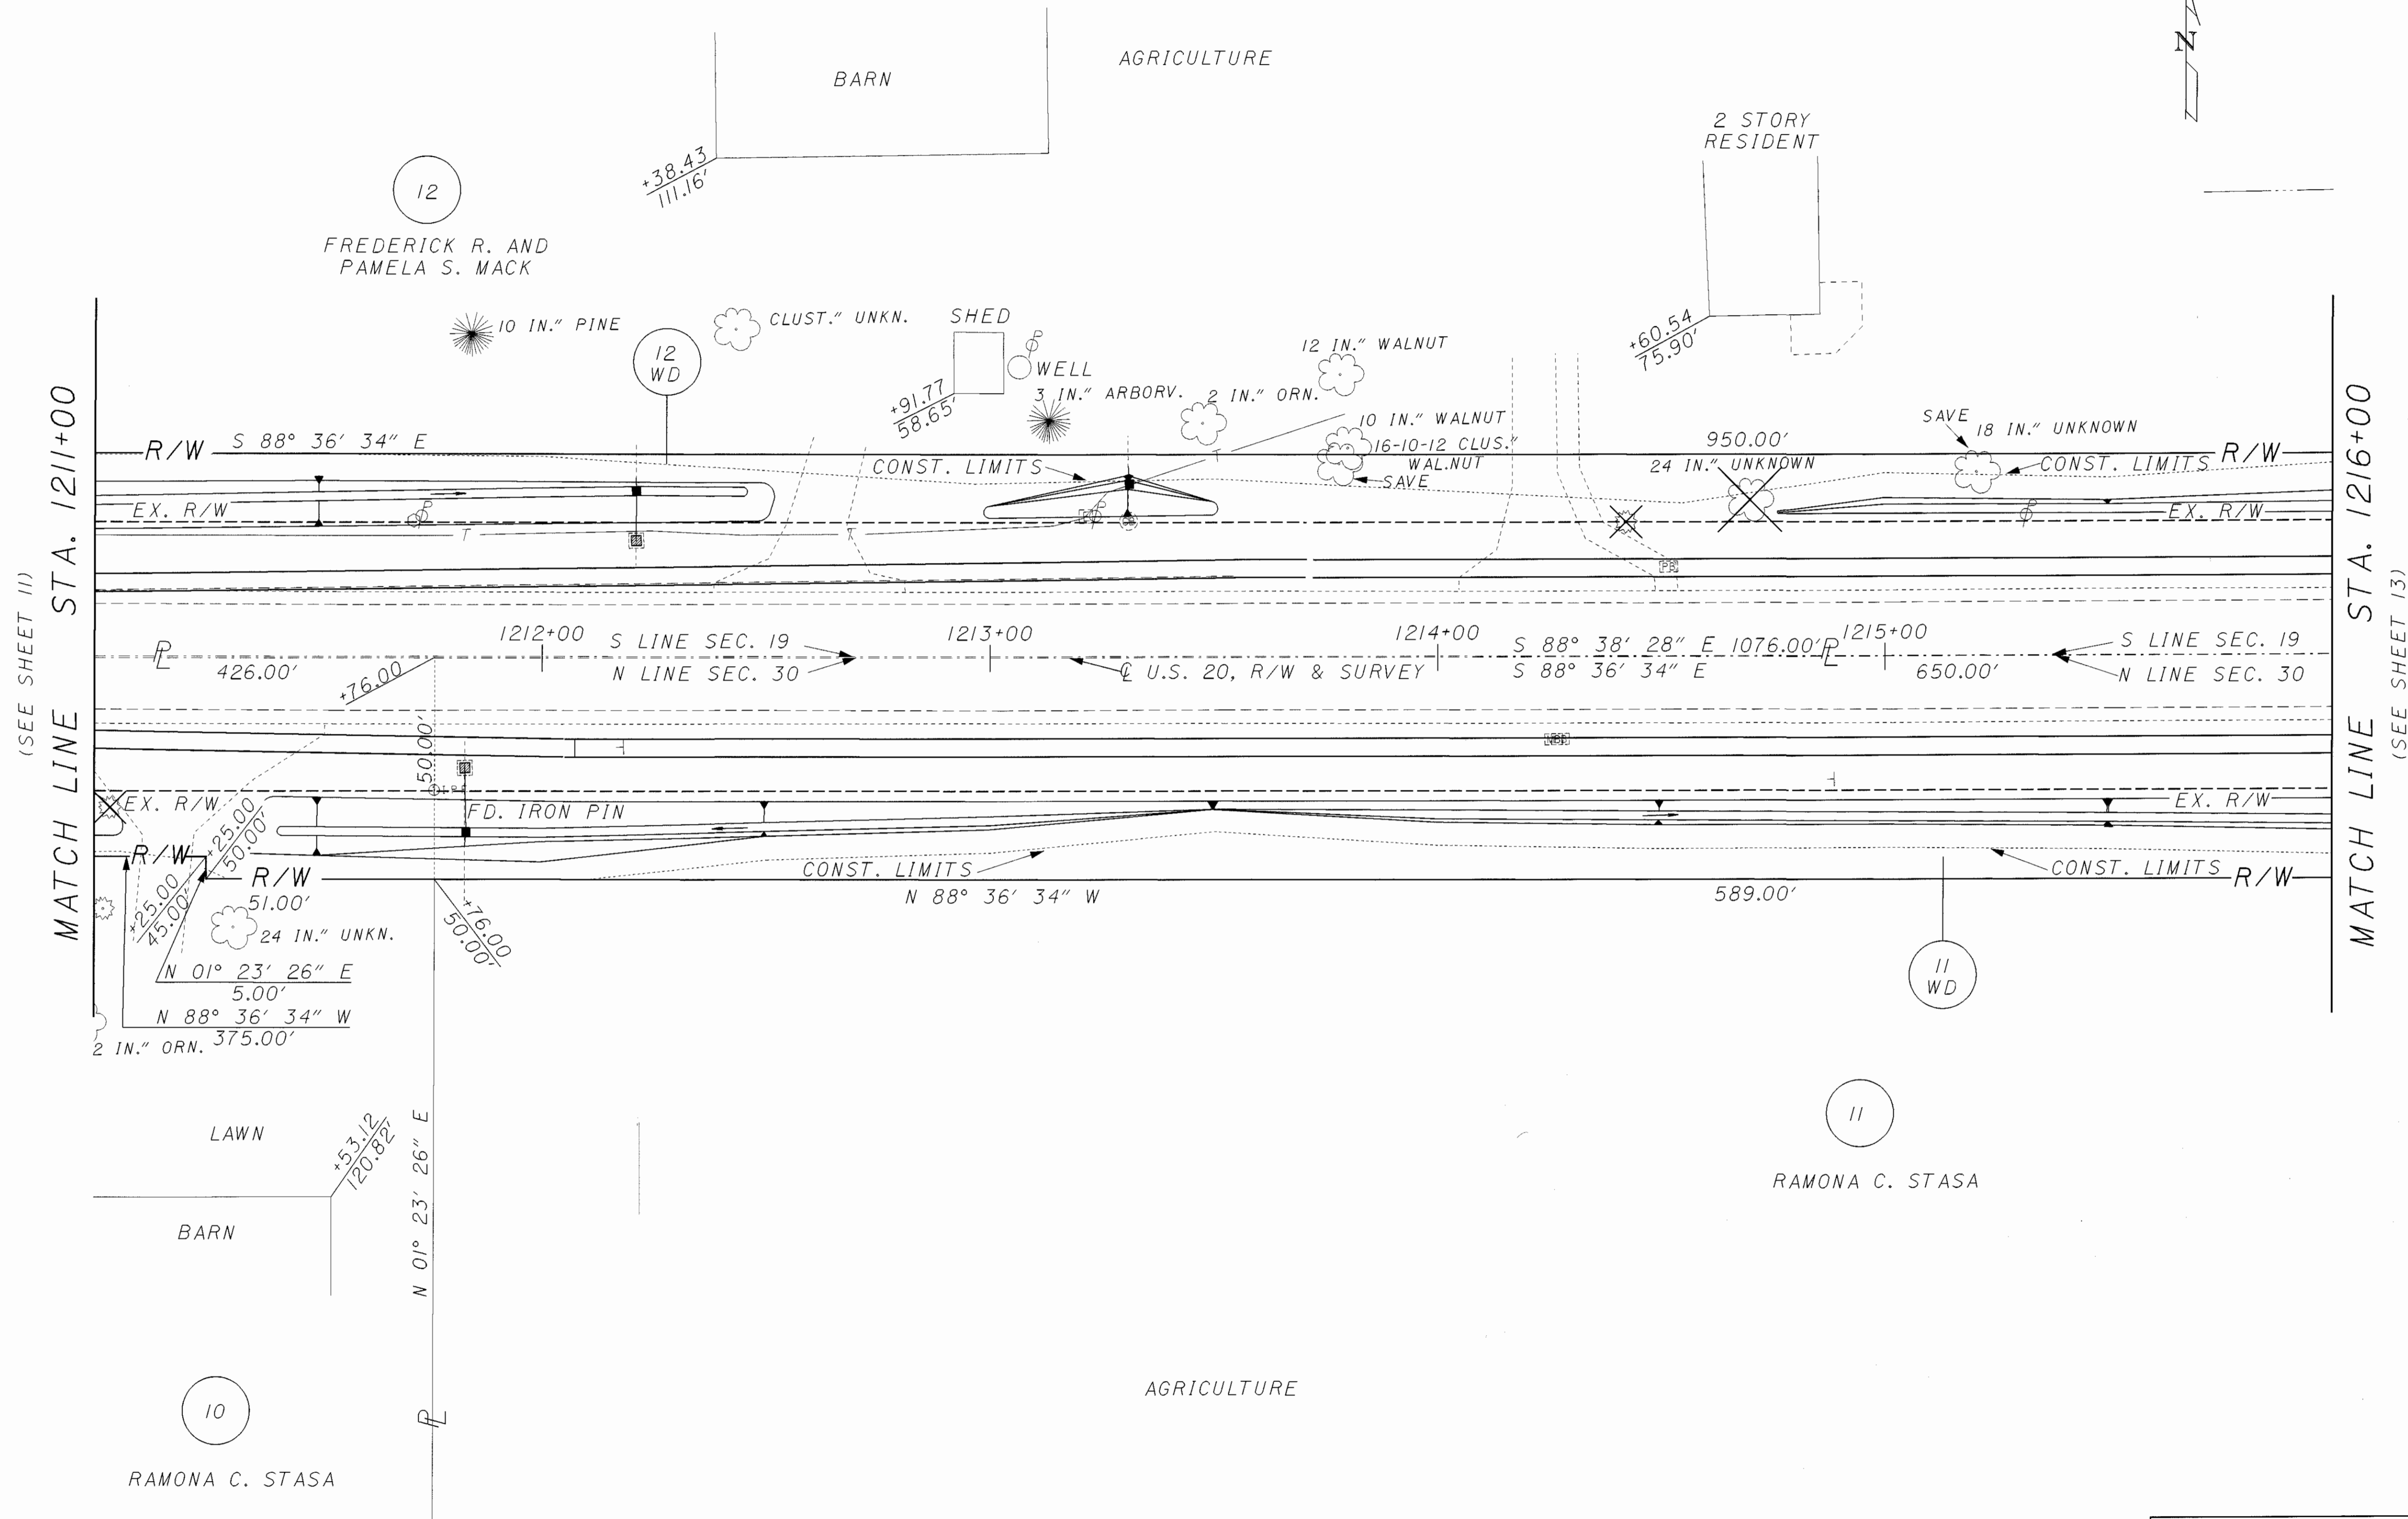 N
BARN
AGRICULTURE
2 STORY
RESIDENT
+38.43
111.16'
12
FREDERICK R. AND
PAMELA S. MACK
10 IN." PINE
CLUST." UNKN.
SHED
12
WD
WELL
12 IN." WALNUT
+60.54
75.90'
+91.77
58.65'
3 IN." ARBORV.
2 IN." ORN.
10 IN." WALNUT
16-10-12 CLUS."
WAL.NUT
SAVE
SAVE
18 IN." UNKNOWN
950.00'
24 IN." UNKNOWN
R/W
S 88° 36' 34" E
CONST. LIMITS
CONST. LIMITS
R/W
EX. R/W
EX. R/W
T
T
T
MATCH LINE STA. 1211+00
(SEE SHEET 11)
MATCH LINE STA. 1216+00
(SEE SHEET 13)
1212+00
S LINE SEC. 19
N LINE SEC. 30
1213+00
1214+00
1215+00
PL
426.00'
+76.00
CL U.S. 20, R/W & SURVEY
S 88° 38' 28" E 1076.00'
S 88° 36' 34" E
PL
650.00'
S LINE SEC. 19
N LINE SEC. 30
50.00'
EX. R/W
FD. IRON PIN
EX. R/W
+25.00
50.00'
R/W
R/W
51.00'
+25.00
45.00'
24 IN." UNKN.
+76.00
50.00'
CONST. LIMITS
N 88° 36' 34" W
589.00'
CONST. LIMITS
R/W
N 01° 23' 26" E
5.00'
N 88° 36' 34" W
375.00'
2 IN." ORN.
11
WD
LAWN
+53.12
120.82'
BARN
N 01° 23' 26" E
11
RAMONA C. STASA
10
RAMONA C. STASA
PL
AGRICULTURE